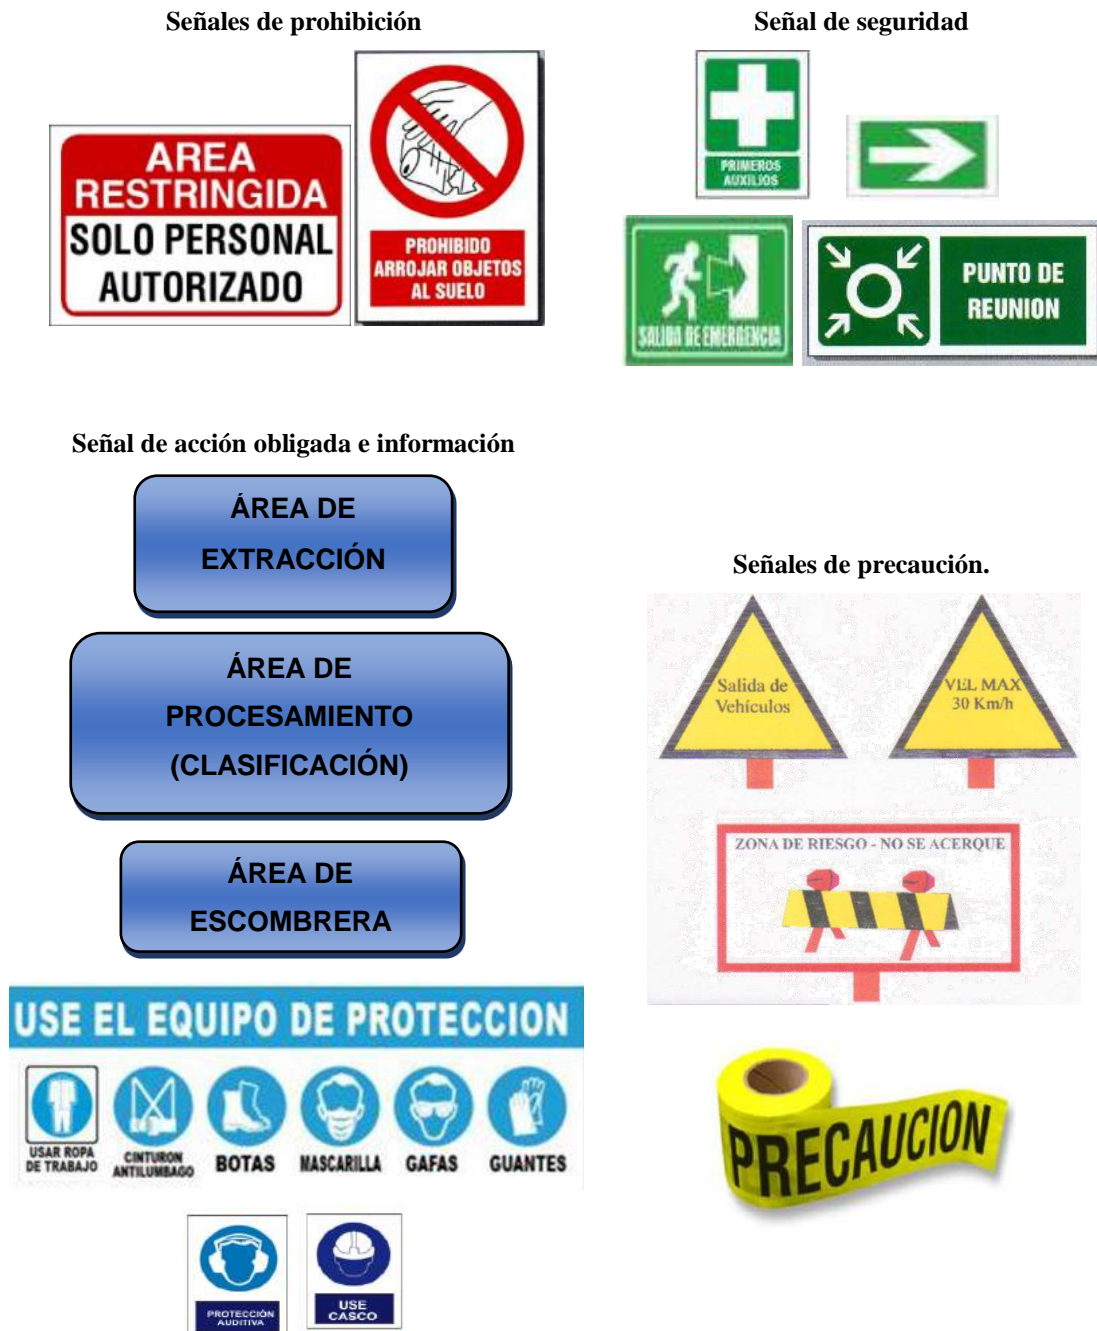 Señales de prohibición
AREA
RESTRINGIDA
SOLO PERSONAL
AUTORIZADO
PROHIBIDO
ARROJAR OBJETOS
AL SUELO
Señal de seguridad
PRIMEROS
AUXILIOS
SALIDA DE EMERGENCIA
PUNTO DE
REUNION
Señal de acción obligada e información
ÁREA DE
EXTRACCIÓN
ÁREA DE
PROCESAMIENTO
(CLASIFICACIÓN)
ÁREA DE
ESCOMBRERA
USE EL EQUIPO DE PROTECCION
USAR ROPA
DE TRABAJO
CINTURON
ANTILUMBAGO
BOTAS
MASCARILLA
GAFAS
GUANTES
PROTECCIÓN
AUDITIVA
USE
CASCO
Señales de precaución.
Salida de
Vehículos
VEL MAX
30 Km/h
ZONA DE RIESGO - NO SE ACERQUE
PRECAUCION